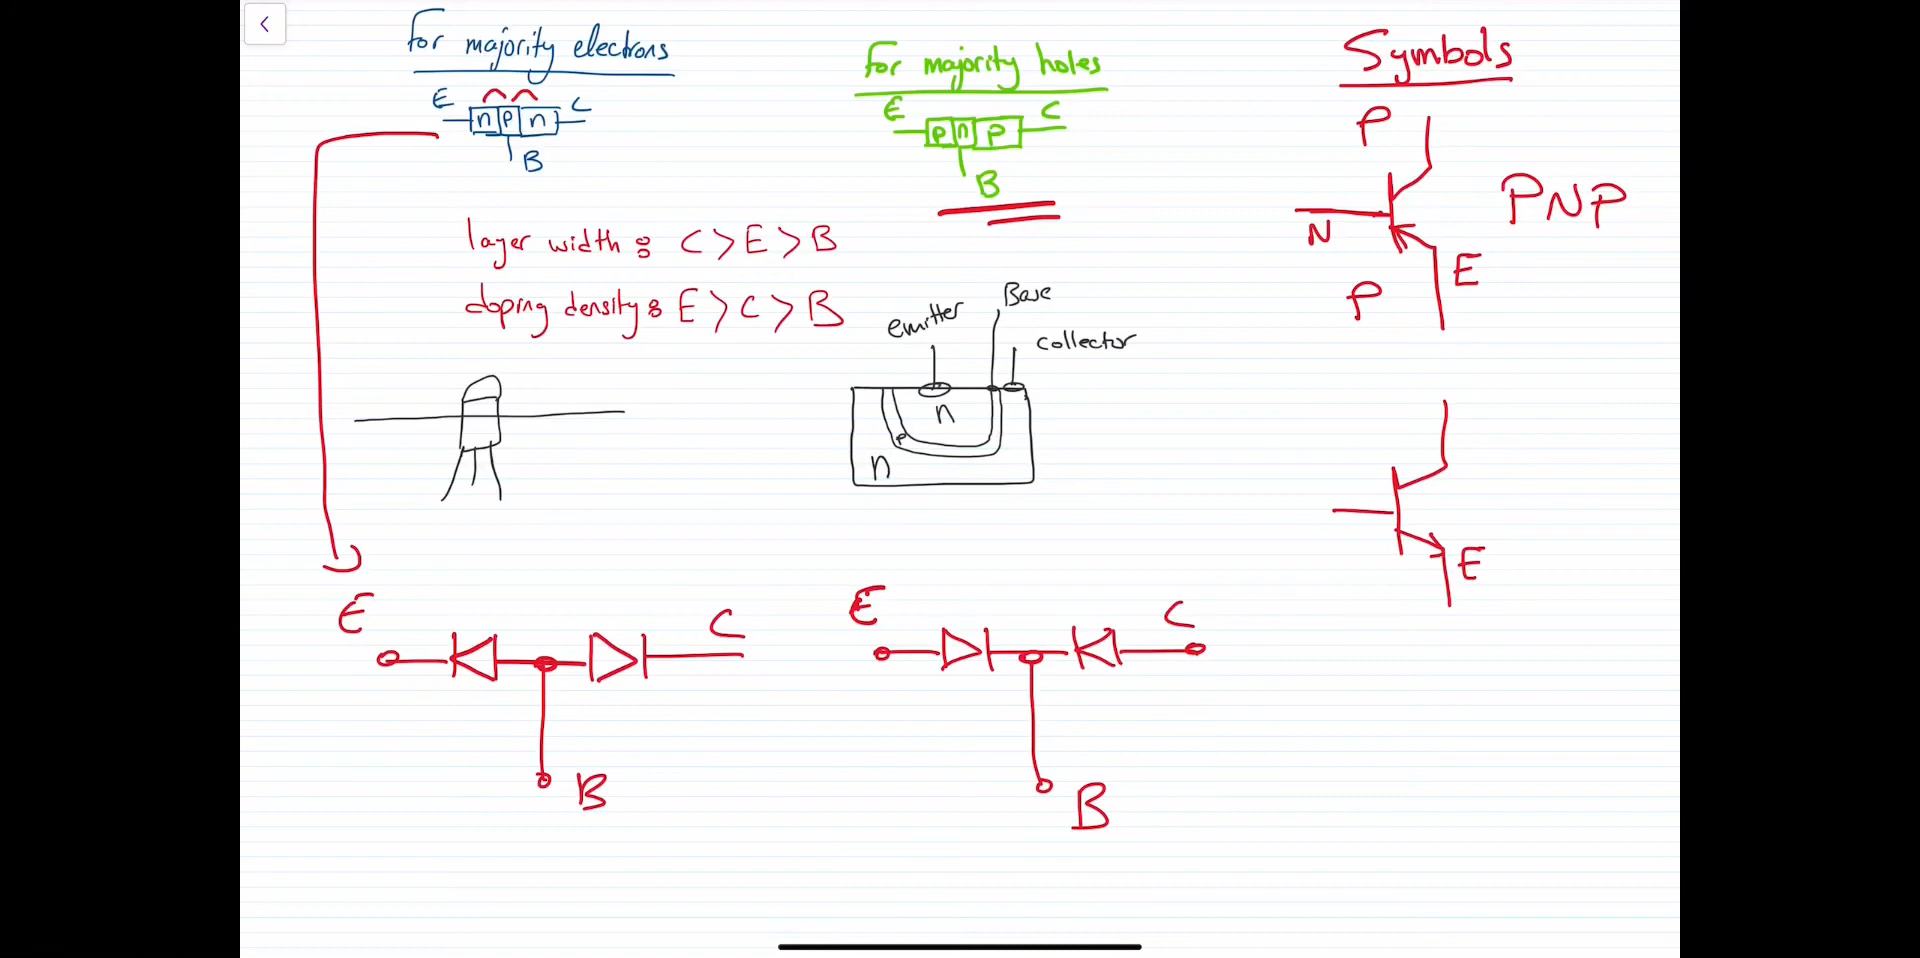 For majority electrons
E n p n C
B
For majority holes
E p n p C
B
layer width : C > E > B
doping density : E > C > B
emitter
Base
collector
n
p
n
Symbols
P
N
PNP
E
P
E
E
C
B
E
C
B